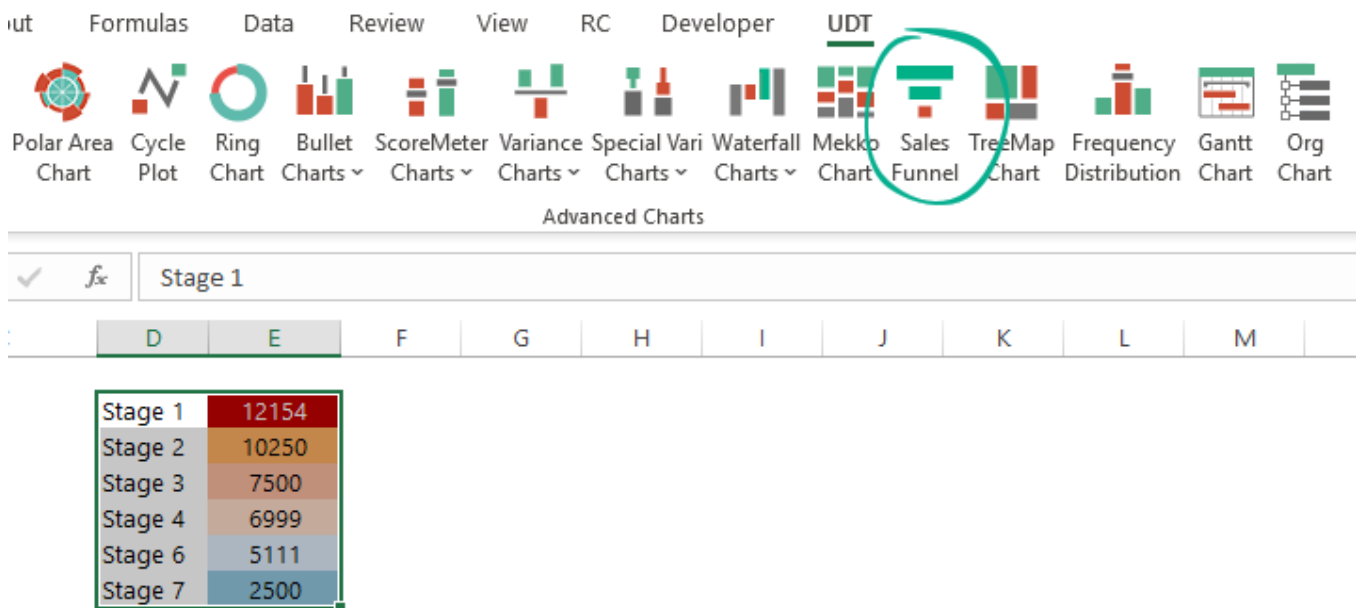 out Formulas Data Review View RC Developer UDT
Polar Area Cycle Ring Bullet ScoreMeter Variance Special Vari Waterfall Mekko Sales TreeMap Frequency Gantt Org
Chart Plot Chart Charts Charts Charts Charts Charts Chart Funnel Chart Distribution Chart Chart
Advanced Charts
fx Stage 1
D E F G H I J K L M
Stage 1 12154
Stage 2 10250
Stage 3 7500
Stage 4 6999
Stage 6 5111
Stage 7 2500